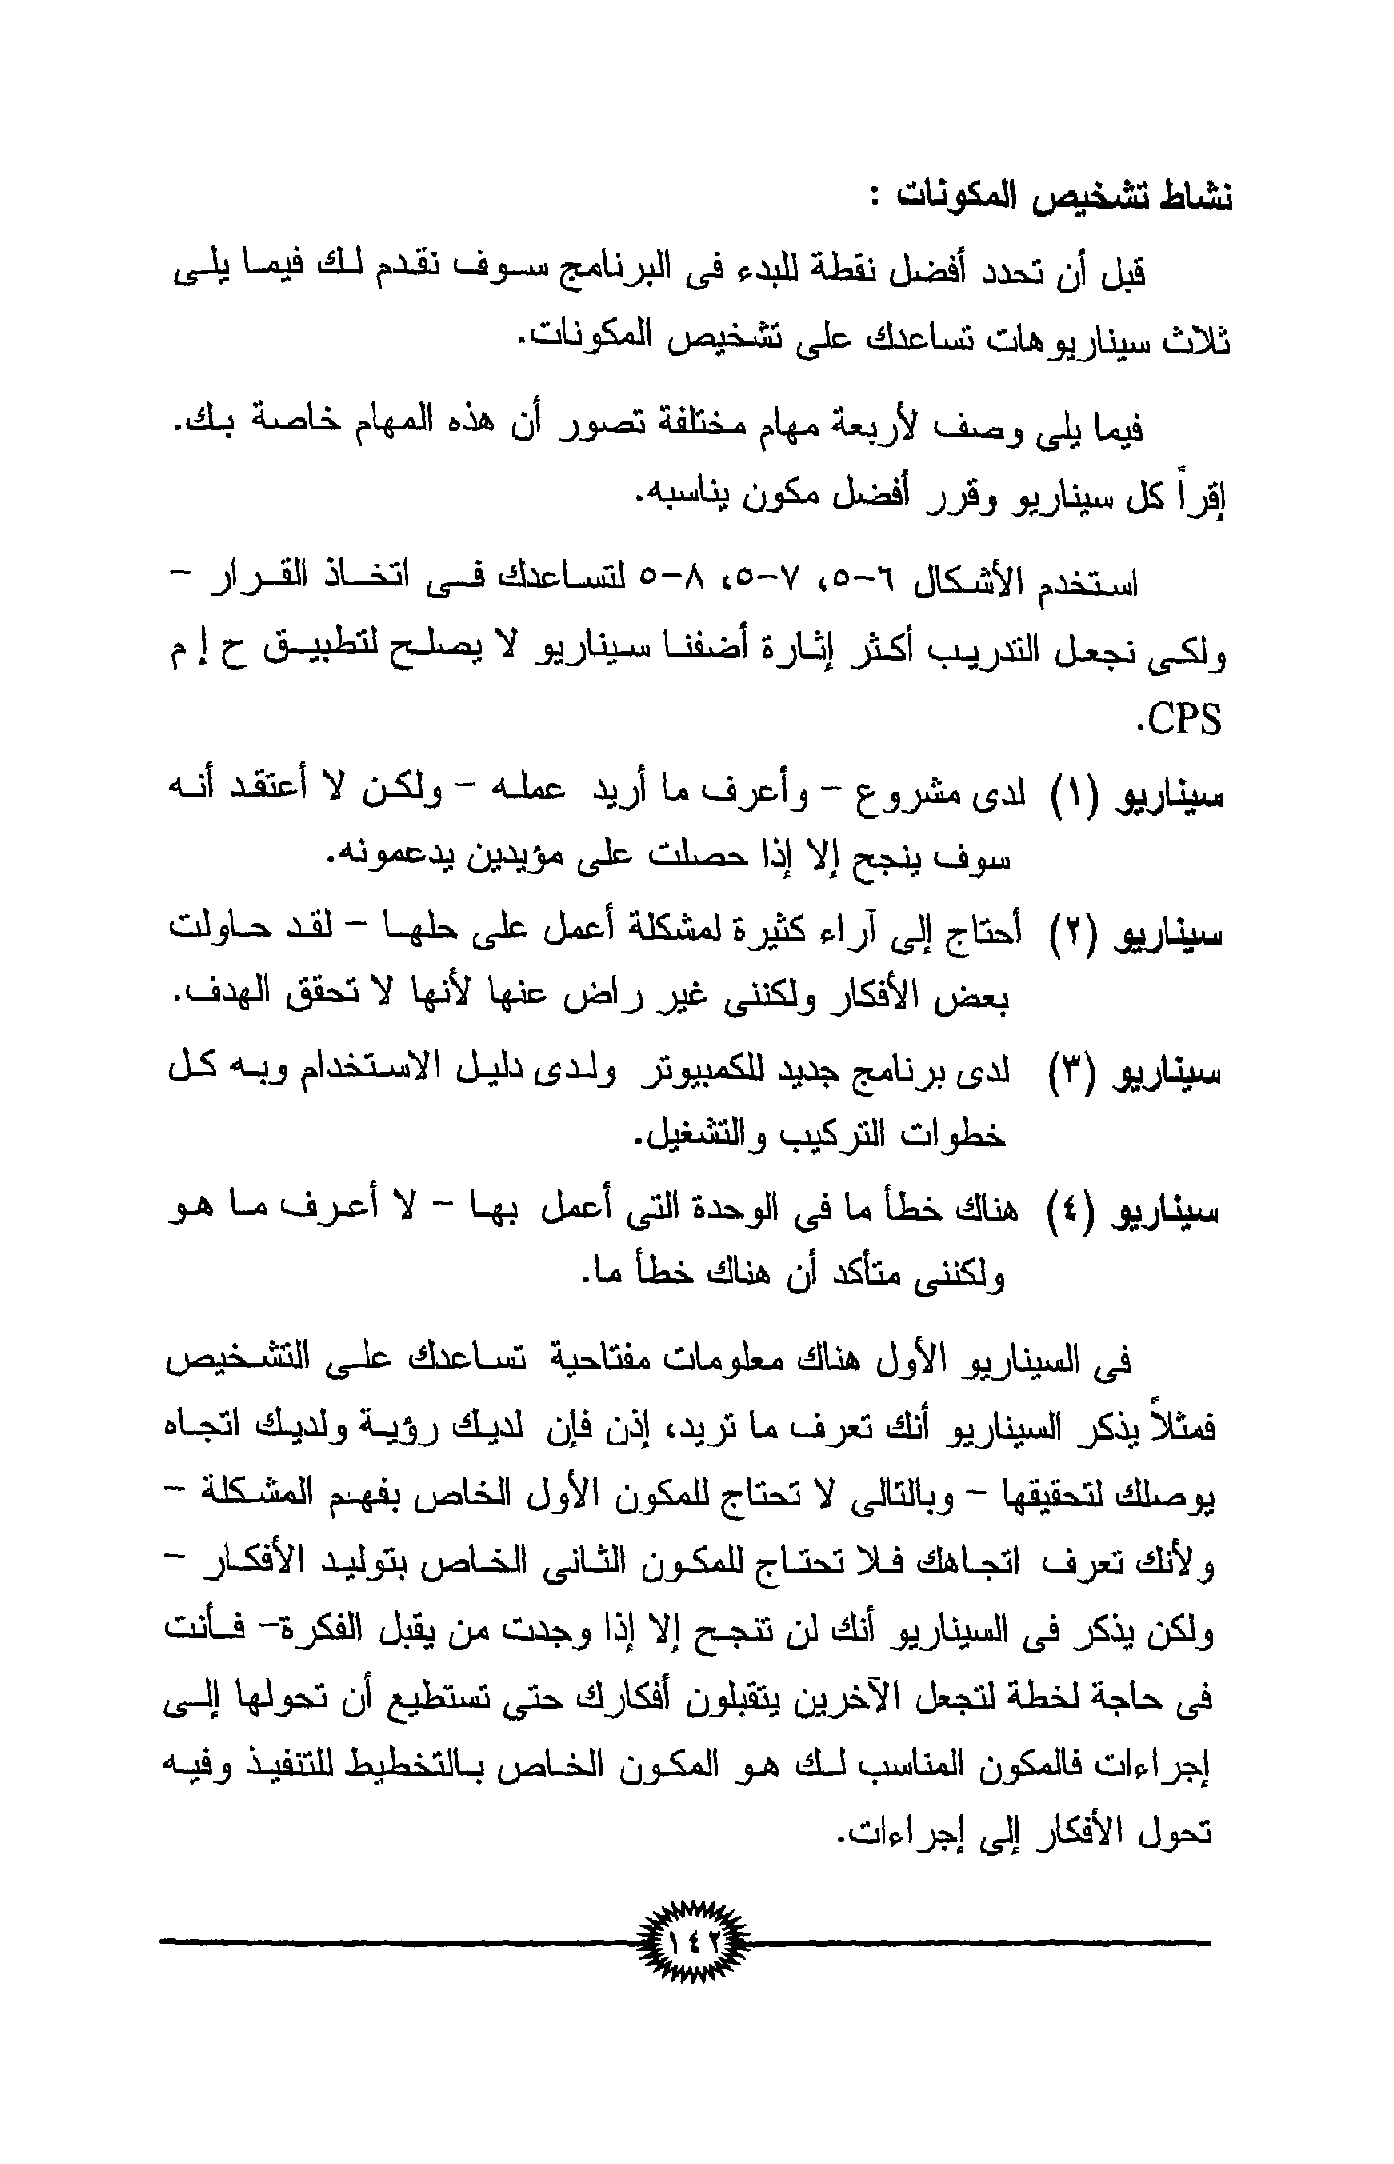 نشاط تشخيص المكونات :
قبل أن تحدد أفضل نقطة للبدء فى البرنامج سوف نقدم لك فيما يلى
ثلاث سيناريوهات تساعدك على تشخيص المكونات.
فيما يلى وصف لأربعة مهام مختلفة تصور أن هذه المهام خاصة بك.
إقرأ كل سيناريو وقرر أفضل مكون يناسبه.
استخدم الأشكال ٦-٥، ٧-٥، ٨-٥ لتساعدك فى اتخاذ القرار -
ولكى نجعل التدريب أكثر إثارة أضفنا سيناريو لا يصلح لتطبيق ح إ م
CPS.
سيناريو (١) لدى مشروع - وأعرف ما أريد عمله - ولكن لا أعتقد أنه
سوف ينجح إلا إذا حصلت على مؤيدين يدعمونه.
سيناريو (٢) أحتاج إلى آراء كثيرة لمشكلة أعمل على حلها - لقد حاولت
بعض الأفكار ولكننى غير راض عنها لأنها لا تحقق الهدف.
سيناريو (٣) لدى برنامج جديد للكمبيوتر ولدى دليل الاستخدام وبه كل
خطوات التركيب والتشغيل.
سيناريو (٤) هناك خطأ ما فى الوحدة التى أعمل بها - لا أعرف ما هو
ولكننى متأكد أن هناك خطأ ما.
فى السيناريو الأول هناك معلومات مفتاحية تساعدك على التشخيص
فمثلاً يذكر السيناريو أنك تعرف ما تريد، إذن فإن لديك رؤية ولديك اتجاه
يوصلك لتحقيقها - وبالتالى لا تحتاج للمكون الأول الخاص بفهم المشكلة -
ولأنك تعرف اتجاهك فلا تحتاج للمكون الثانى الخاص بتوليد الأفكار -
ولكن يذكر فى السيناريو أنك لن تنجح إلا إذا وجدت من يقبل الفكرة- فأنت
فى حاجة لخطة لتجعل الآخرين يتقبلون أفكارك حتى تستطيع أن تحولها إلى
إجراءات فالمكون المناسب لك هو المكون الخاص بالتخطيط للتنفيذ وفيه
تحول الأفكار إلى إجراءات.
١٤٢